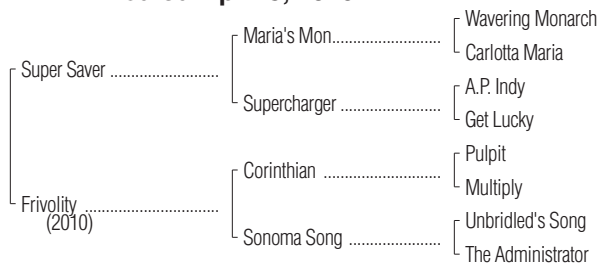 Wavering Monarch
Maria's Mon
Carlotta Maria
Super Saver
A.P. Indy
Supercharger
Get Lucky
Pulpit
Corinthian
Multiply
Frivolity
(2010)
Unbridled's Song
Sonoma Song
The Administrator